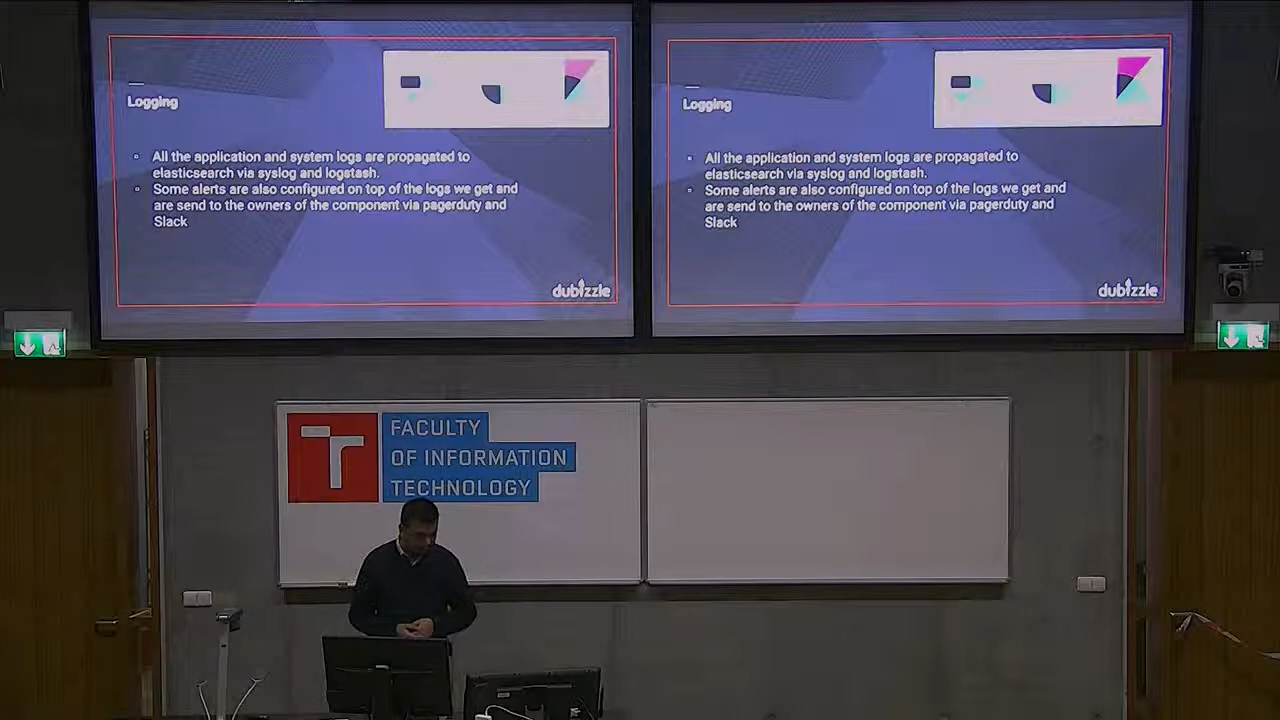 Logging
All the application and system logs are propagated to
elasticsearch via syslog and logstash.
Some alerts are also configured on top of the logs we get and
are send to the owners of the component via pagerduty and
Slack
dubizzle
Logging
All the application and system logs are propagated to
elasticsearch via syslog and logstash.
Some alerts are also configured on top of the logs we get and
are send to the owners of the component via pagerduty and
Slack
dubizzle
FACULTY
OF INFORMATION
TECHNOLOGY